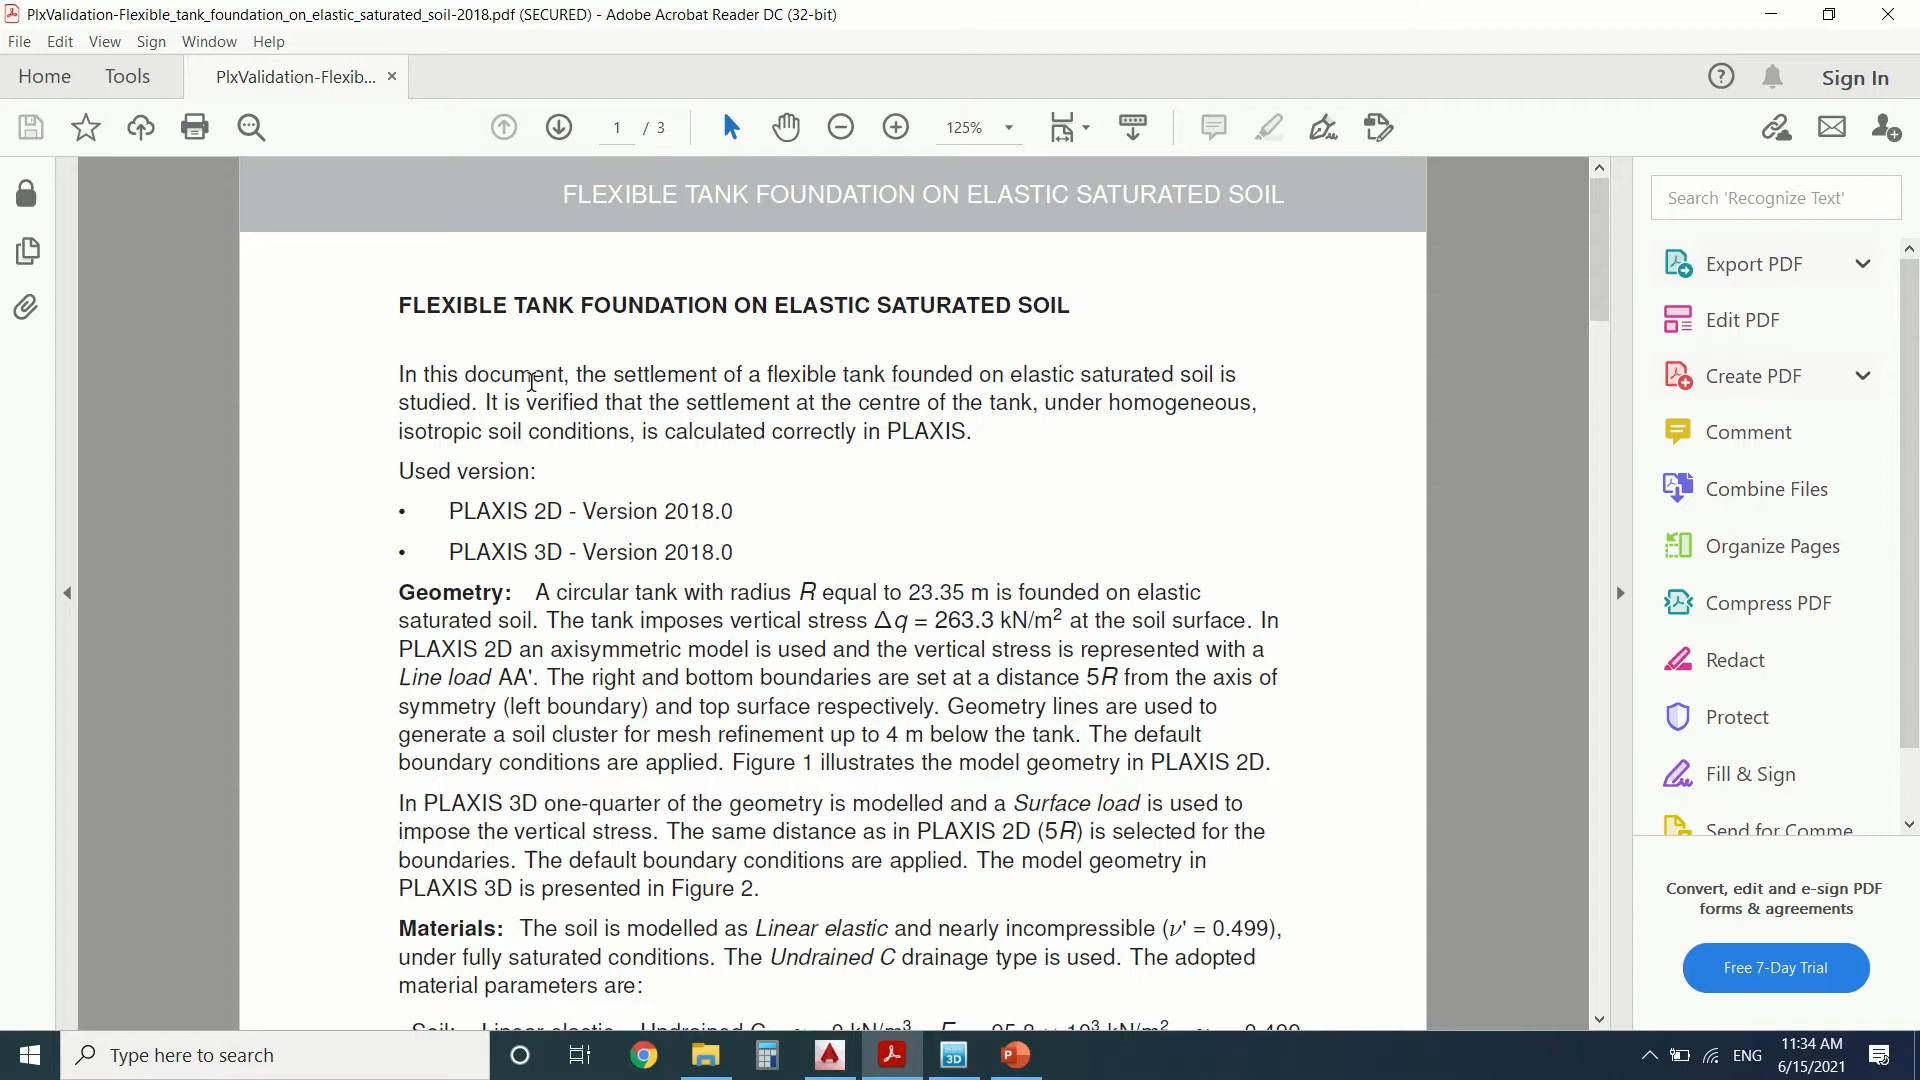 PlxValidation-Flexible_tank_foundation_on_elastic_saturated_soil-2018.pdf (SECURED) - Adobe Acrobat Reader DC (32-bit)
File Edit View Sign Window Help
Home Tools PlxValidation-Flexib... × Sign In
1 / 3 125%
FLEXIBLE TANK FOUNDATION ON ELASTIC SATURATED SOIL
FLEXIBLE TANK FOUNDATION ON ELASTIC SATURATED SOIL
In this document, the settlement of a flexible tank founded on elastic saturated soil is
studied. It is verified that the settlement at the centre of the tank, under homogeneous,
isotropic soil conditions, is calculated correctly in PLAXIS.
Used version:
• PLAXIS 2D - Version 2018.0
• PLAXIS 3D - Version 2018.0
Geometry: A circular tank with radius R equal to 23.35 m is founded on elastic
saturated soil. The tank imposes vertical stress Δq = 263.3 kN/m² at the soil surface. In
PLAXIS 2D an axisymmetric model is used and the vertical stress is represented with a
Line load AA'. The right and bottom boundaries are set at a distance 5R from the axis of
symmetry (left boundary) and top surface respectively. Geometry lines are used to
generate a soil cluster for mesh refinement up to 4 m below the tank. The default
boundary conditions are applied. Figure 1 illustrates the model geometry in PLAXIS 2D.
In PLAXIS 3D one-quarter of the geometry is modelled and a Surface load is used to
impose the vertical stress. The same distance as in PLAXIS 2D (5R) is selected for the
boundaries. The default boundary conditions are applied. The model geometry in
PLAXIS 3D is presented in Figure 2.
Materials: The soil is modelled as Linear elastic and nearly incompressible (ν' = 0.499),
under fully saturated conditions. The Undrained C drainage type is used. The adopted
material parameters are:
Search 'Recognize Text'
Export PDF
Edit PDF
Create PDF
Comment
Combine Files
Organize Pages
Compress PDF
Redact
Protect
Fill & Sign
Send for Comme
Convert, edit and e-sign PDF
forms & agreements
Free 7-Day Trial
Type here to search
ENG
11:34 AM
6/15/2021